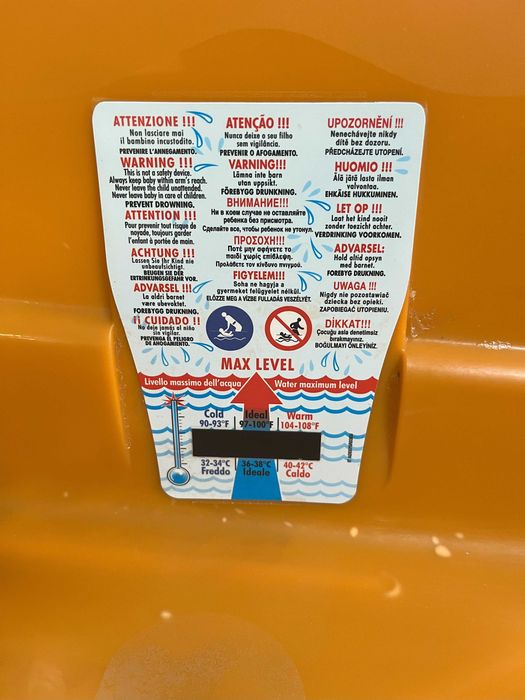 ATTENZIONE !!!
Non lasciare mai
il bambino incustodito.
PREVENIRE L'ANNEGAMENTO.
WARNING !!!
This is not a safety device.
Always keep baby within arm's reach.
Never leave the child unattended.
Never leave baby in care of children.
PREVENT DROWNING.
ATTENTION !!!
Pour prevenir tout risque de
noyade, toujours garder
l'enfant à portée de main.
ACHTUNG !!!
Lassen Sie Ihr Kind nie
unbeaufsichtigt.
BEUGEN SIE DER
ERTRINKUNGSGEFAHR VOR.
ADVARSEL !!!
La aldri barnet
være ubevoktet.
FOREBYGG DRUKNING.
¡¡ CUIDADO !!
No deje jamás al niño
sin vigilar.
PREVENGA EL PELIGRO
DE AHOGAMIENTO.
ATENÇÃO !!!
Nunca deixe o seu filho
sem vigilância.
PREVENIR O AFOGAMENTO.
VARNING!!!
Lämna inte barn
utan uppsikt.
FÖREBYGG DRUNKNING.
ВНИМАНИЕ!!!
Ни в коем случае не оставляйте
ребенка без присмотра.
Сделайте все, чтобы ребенок не утонул.
ΠΡΟΣΟΧΗ!!!
Ποτέ μην αφήνετε το
παιδί χωρίς επίβλεψη.
Προλάβετε τον κίνδυνο πνιγμού.
FIGYELEM!!!
Soha ne hagyja a
gyermeket felügyelet nélkül.
ELŐZZE MEG A VÍZBE FULLADÁS VESZÉLYÉT.
UPOZORNĚNÍ !!!
Nenechávejte nikdy
dítě bez dozoru.
PŘEDCHÁZEJTE UTOPENÍ.
HUOMIO !!!
Älä jätä lasta ilman
valvontaa.
EHKÄISE HUKKUMINEN.
LET OP !!!
Laat het kind nooit
zonder toezicht achter.
VERDRINKING VOORKOMEN.
ADVARSEL:
Hold altid opsyn
med barnet.
FOREBYG DRUKNING.
UWAGA !!!
Nigdy nie pozostawiać
dziecka bez opieki.
ZAPOBIEGAĆ UTOPIENIU.
DİKKAT!!!
Çocuğu asla denetimsiz
bırakmayınız.
BOĞULMAYI ÖNLEYİNİZ.
MAX LEVEL
Livello massimo dell'acqua
Water maximum level
Cold Ideal Warm
90-93°F 97-100°F 104-108°F
32-34°C 36-38°C 40-42°C
Freddo Ideale Caldo